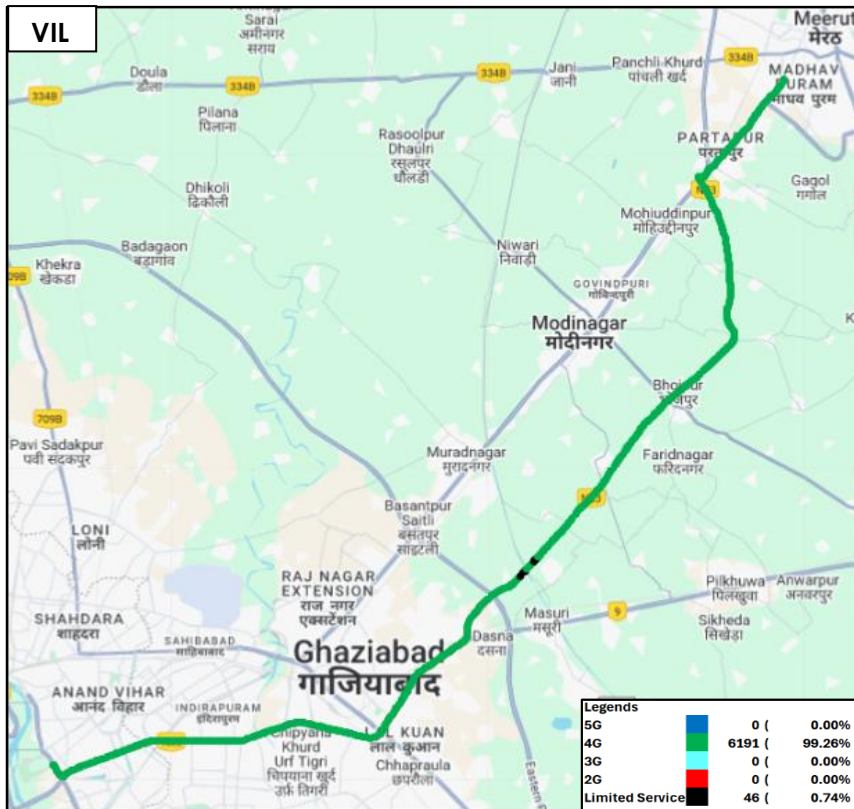 VIL
Sarai
अमीनगर
सराय
Meerut
मेरठ
Doula
डौला
334B
334B
Jani
जानी
Panchli Khurd
पांचली खुर्द
334B
MADHAV
PURAM
माधव पुरम
Pilana
पिलाना
Rasoolpur
Dhaulri
रसूलपुर
धौलडी
PARTAPUR
परतापुर
Dhikoli
ढिकौली
Gagol
गगोल
Mohiuddinpur
मोहिउद्दीनपुर
Badagaon
बड़ागांव
Niwari
निवाड़ी
Khekra
खेकडा
709B
GOVINDPURI
गोबिन्दपुरी
Modinagar
मोदीनगर
Bhojpur
भोजपुर
709B
Pavi Sadakpur
पवी सदकपुर
Muradnagar
मुरादनगर
Faridnagar
फरिदनगर
Basantpur
Saitli
बसंतपुर
साइटली
LONI
लोनी
RAJ NAGAR
EXTENSION
राज नगर
एक्सटेंशन
Pilkhuwa
पिलखुवा
Anwarpur
अनवरपुर
9
Masuri
मसूरी
Sikheda
सिखेड़ा
SHAHDARA
शाहदरा
SAHIBABAD
साहिबाबाद
Dasna
दसना
Ghaziabad
गाजियाबाद
ANAND VIHAR
आनंद विहार
INDIRAPURAM
इंदिरापुरम
Chipyana
Khurd
Urf Tigri
चिपयाना खुर्द
उर्फ़ तिगरी
LAL KUAN
लाल कुआन
Chhapraula
छपरौला
Eastern
Legends
5G 0 ( 0.00%
4G 6191 ( 99.26%
3G 0 ( 0.00%
2G 0 ( 0.00%
Limited Service 46 ( 0.74%